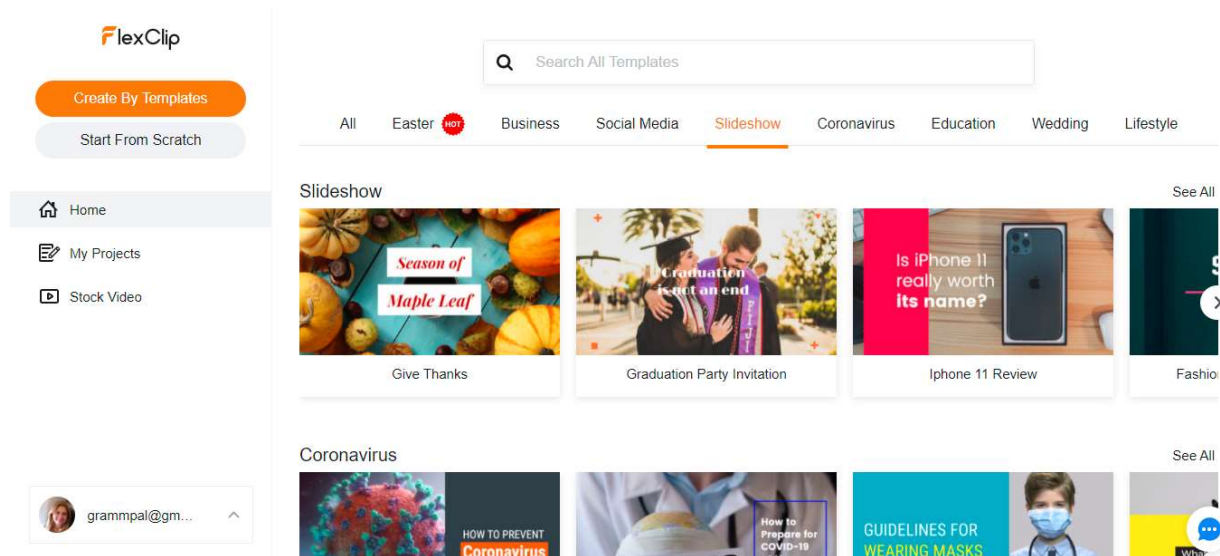 FlexClip
Create By Templates
Start From Scratch
Home
My Projects
Stock Video
grammpal@gm...
Search All Templates
All Easter HOT Business Social Media Slideshow Coronavirus Education Wedding Lifestyle
Slideshow See All
Season of
Maple Leaf
Give Thanks
Graduation
is not an end
Graduation Party Invitation
Is iPhone 11
really worth
its name?
Iphone 11 Review
Coronavirus See All
HOW TO PREVENT
Coronavirus
How to
Prepare for
COVID-19
GUIDELINES FOR
WEARING MASKS